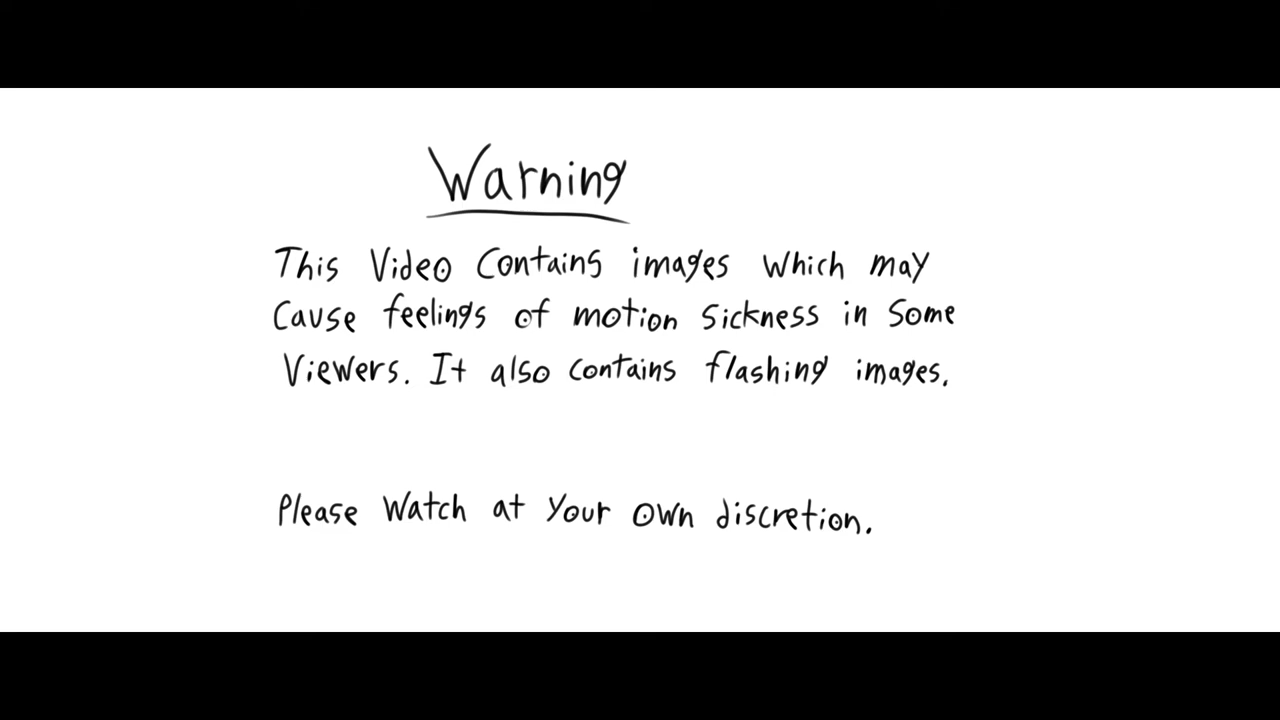 Warning
This Video Contains images which may
Cause feelings of motion sickness in Some
Viewers. It also contains flashing images.
Please Watch at Your Own discretion.